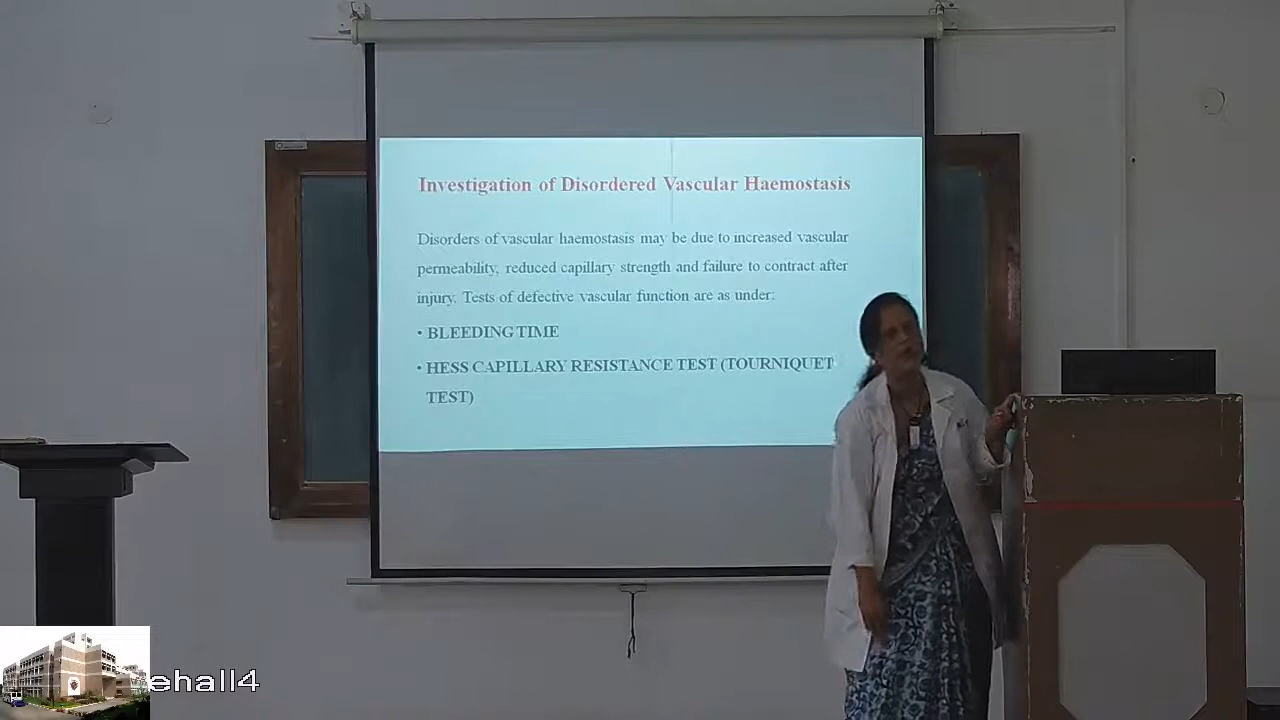 Investigation of Disordered Vascular Haemostasis
Disorders of vascular haemostasis may be due to increased vascular
permeability, reduced capillary strength and failure to contract after
injury. Tests of defective vascular function are as under:
• BLEEDING TIME
• HESS CAPILLARY RESISTANCE TEST (TOURNIQUET
TEST)
ehall4